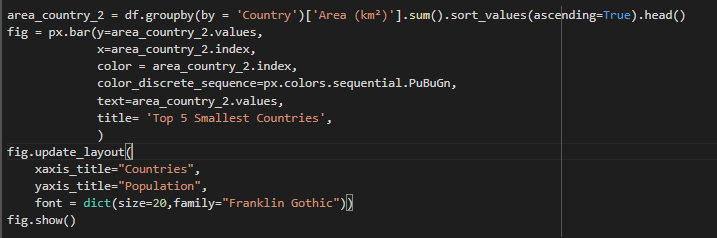 area_country_2 = df.groupby(by = 'Country')['Area (km²)'].sum().sort_values(ascending=True).head()
fig = px.bar(y=area_country_2.values,
             x=area_country_2.index,
             color = area_country_2.index,
             color_discrete_sequence=px.colors.sequential.PuBuGn,
             text=area_country_2.values,
             title= 'Top 5 Smallest Countries',
             )
fig.update_layout(
    xaxis_title="Countries",
    yaxis_title="Population",
    font = dict(size=20,family="Franklin Gothic"))
fig.show()